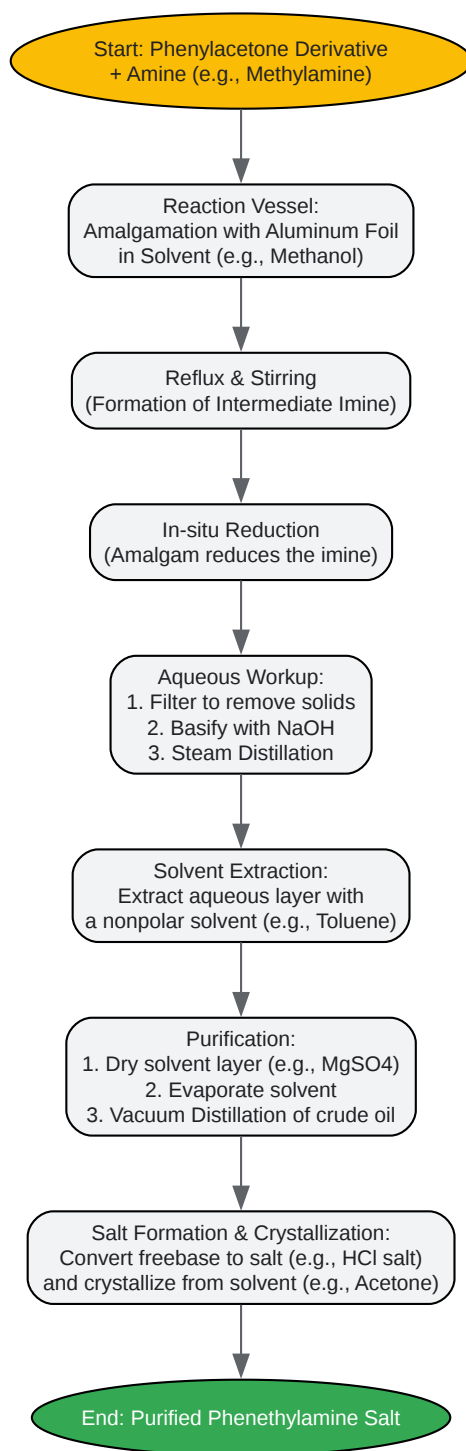 Start: Phenylacetone Derivative
+ Amine (e.g., Methylamine)
Reaction Vessel:
Amalgamation with Aluminum Foil
in Solvent (e.g., Methanol)
Reflux & Stirring
(Formation of Intermediate Imine)
In-situ Reduction
(Amalgam reduces the imine)
Aqueous Workup:
1. Filter to remove solids
2. Basify with NaOH
3. Steam Distillation
Solvent Extraction:
Extract aqueous layer with
a nonpolar solvent (e.g., Toluene)
Purification:
1. Dry solvent layer (e.g., MgSO4)
2. Evaporate solvent
3. Vacuum Distillation of crude oil
Salt Formation & Crystallization:
Convert freebase to salt (e.g., HCl salt)
and crystallize from solvent (e.g., Acetone)
End: Purified Phenethylamine Salt